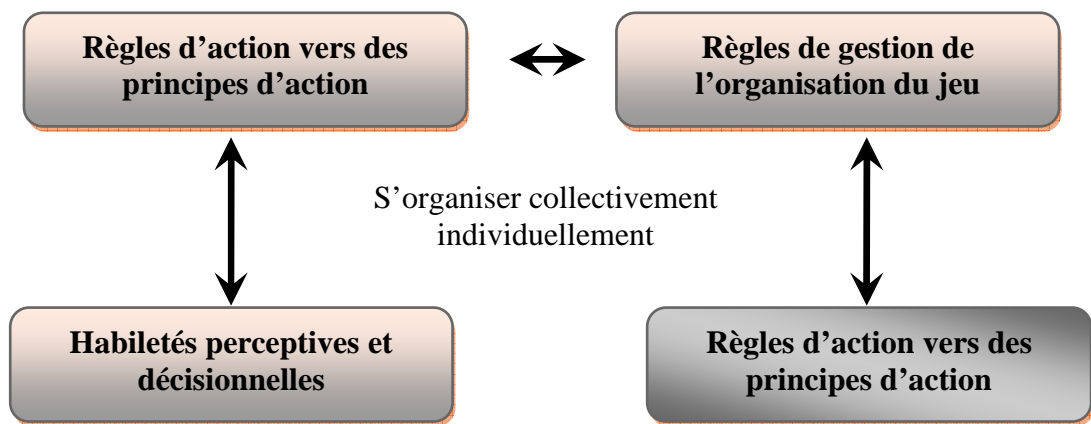 Règles d’action vers des
principes d’action
Règles de gestion de
l’organisation du jeu
S’organiser collectivement
individuellement
Habiletés perceptives et
décisionnelles
Règles d’action vers des
principes d’action